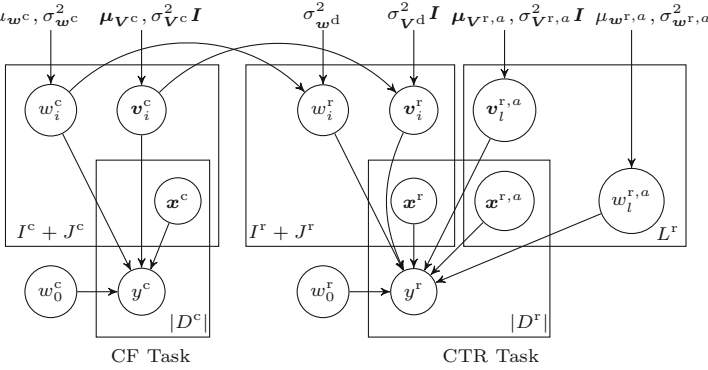 μ_{w^c}, σ²_{w^c} μ_{V^c}, σ²_{V^c} I σ²_{w^d} σ²_{V^d} I μ_{V^{r,a}}, σ²_{V^{r,a}} I μ_{w^{r,a}}, σ²_{w^{r,a}}
w_i^c v_i^c w_i^r v_i^r v_l^{r,a}
x^c x^r x^{r,a} w_l^{r,a}
I^c + J^c I^r + J^r L^r
w_0^c y^c w_0^r y^r
|D^c| |D^r|
CF Task CTR Task